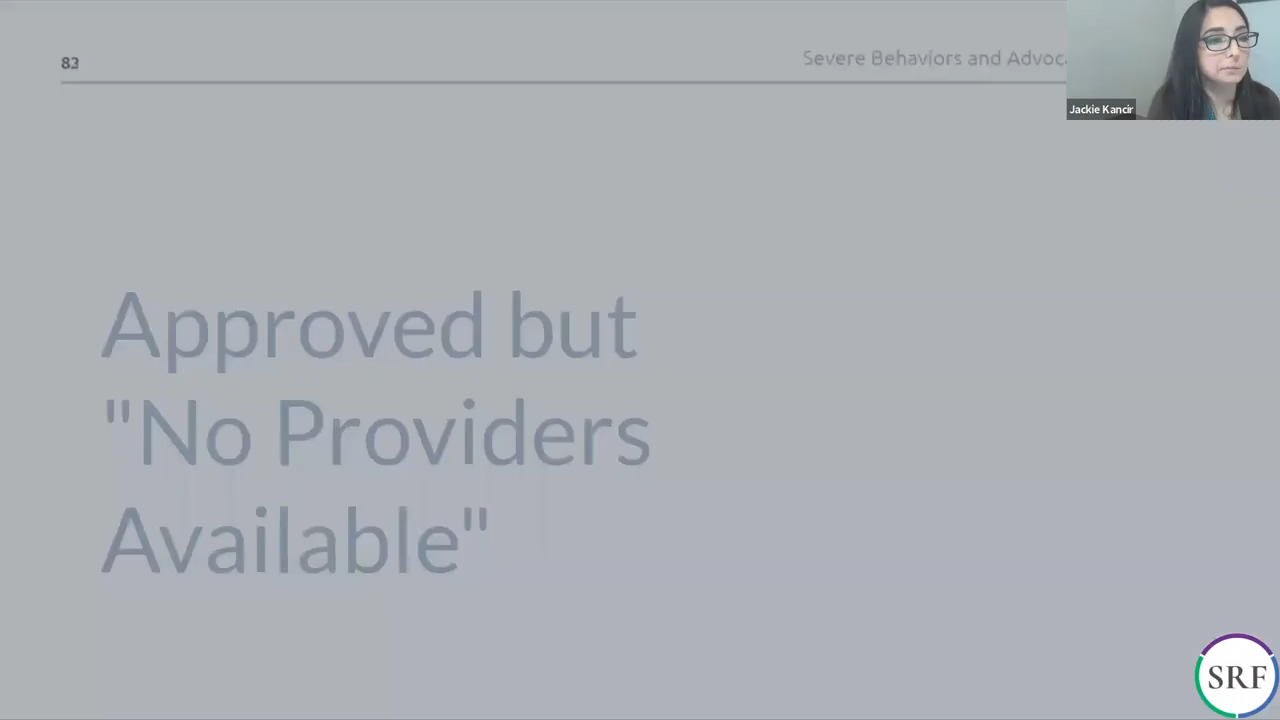 83
Severe Behaviors and Advoc
Jackie Kancir
Approved but
"No Providers
Available"
SRF